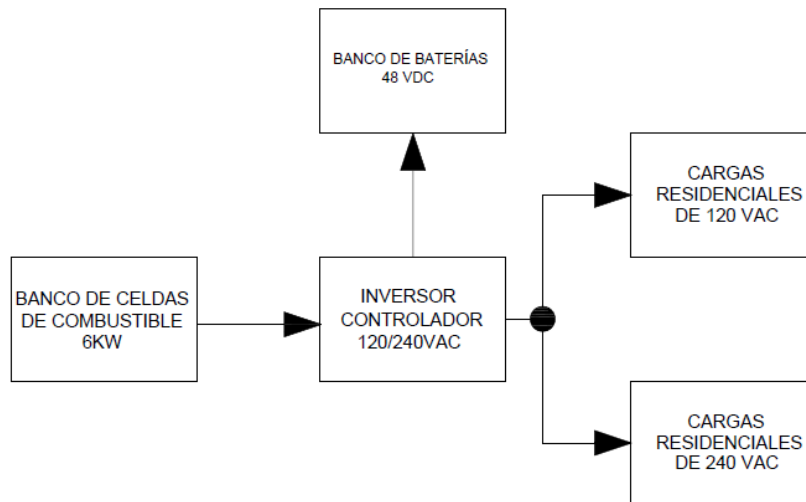 BANCO DE BATERÍAS
48 VDC
CARGAS
RESIDENCIALES
DE 120 VAC
BANCO DE CELDAS
DE COMBUSTIBLE
6KW
INVERSOR
CONTROLADOR
120/240VAC
CARGAS
RESIDENCIALES
DE 240 VAC